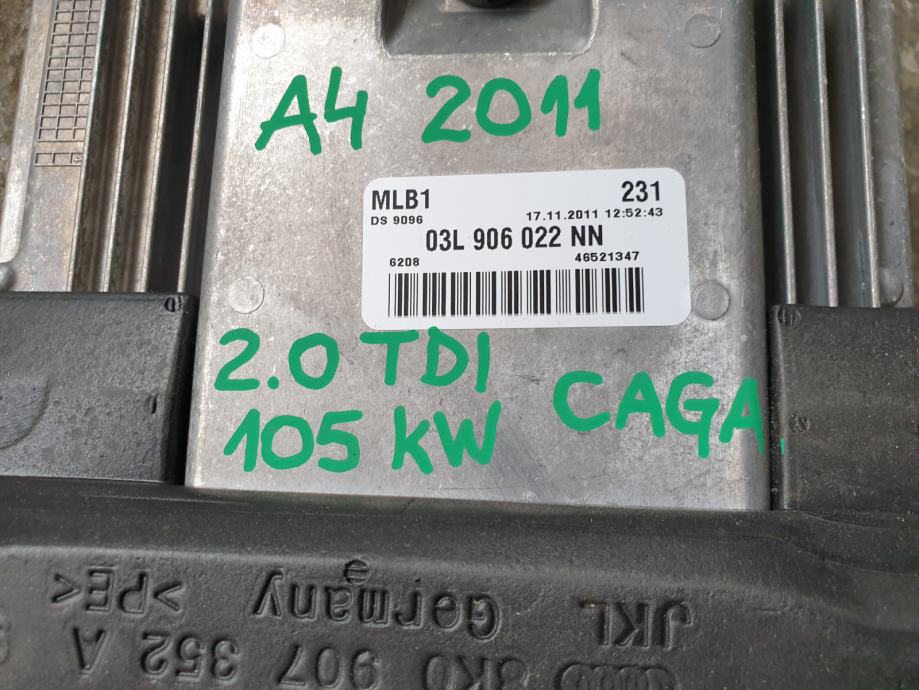 A4 2011
MLB1 231
DS 9096 17.11.2011 12:52:43
03L 906 022 NN
6208 46521347
2.0 TDI
105 kW CAGA.
>PE< Germany JKL
8K0 907 352 A